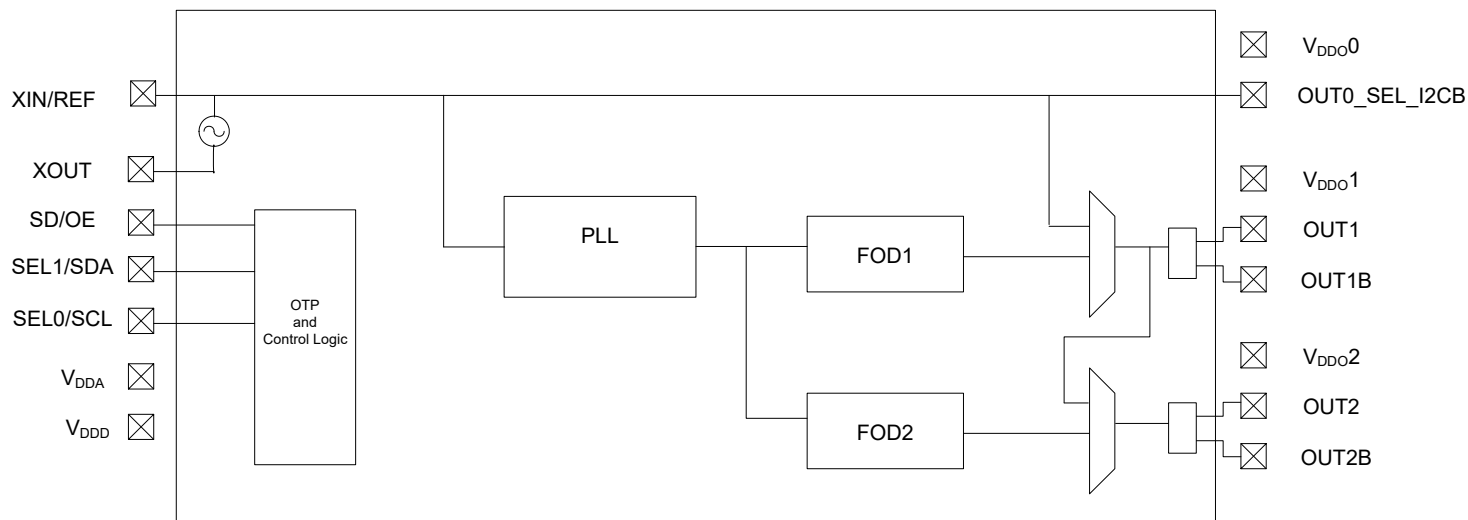 XIN/REF
XOUT
SD/OE
SEL1/SDA
SEL0/SCL
VDDA
VDDD
OTP
and
Control Logic
PLL
FOD1
FOD2
VDDO0
OUT0_SEL_I2CB
VDDO1
OUT1
OUT1B
VDDO2
OUT2
OUT2B